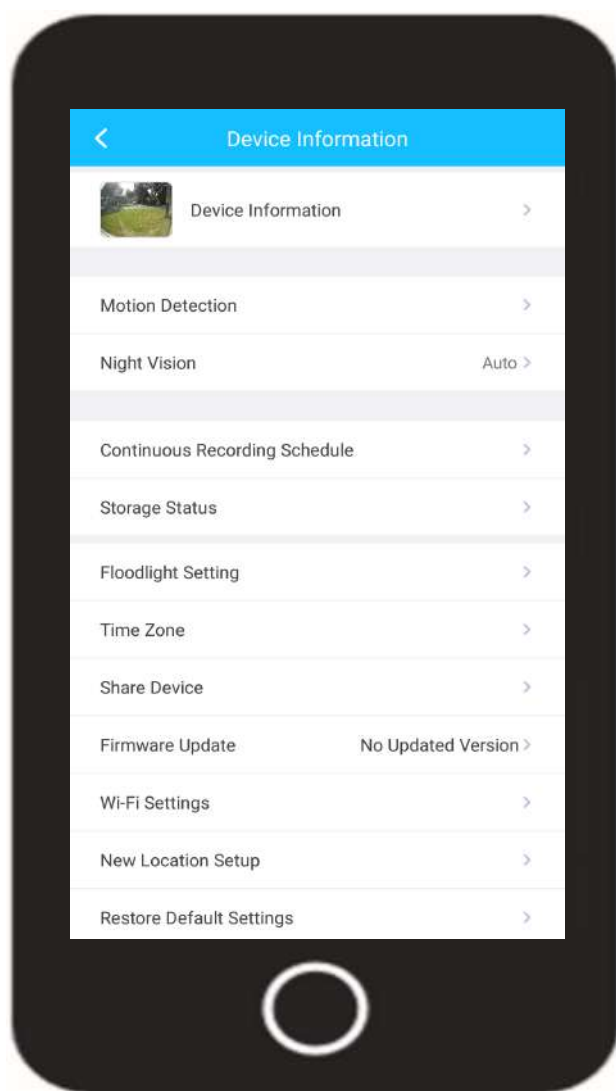 Device Information
Device Information
Motion Detection
Night Vision Auto
Continuous Recording Schedule
Storage Status
Floodlight Setting
Time Zone
Share Device
Firmware Update No Updated Version
Wi-Fi Settings
New Location Setup
Restore Default Settings